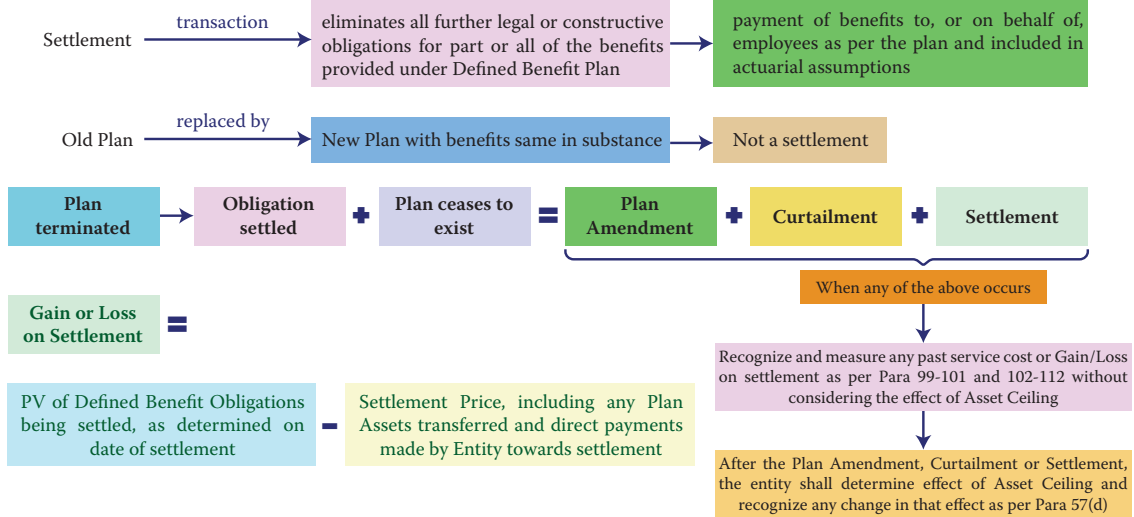 Settlement
transaction
eliminates all further legal or constructive
obligations for part or all of the benefits
provided under Defined Benefit Plan
payment of benefits to, or on behalf of,
employees as per the plan and included in
actuarial assumptions
Old Plan
replaced by
New Plan with benefits same in substance
Not a settlement
Plan
terminated
Obligation
settled
+
Plan ceases to
exist
=
Plan
Amendment
+
Curtailment
+
Settlement
When any of the above occurs
Recognize and measure any past service cost or Gain/Loss
on settlement as per Para 99-101 and 102-112 without
considering the effect of Asset Ceiling
After the Plan Amendment, Curtailment or Settlement,
the entity shall determine effect of Asset Ceiling and
recognize any change in that effect as per Para 57(d)
Gain or Loss
on Settlement
=
PV of Defined Benefit Obligations
being settled, as determined on
date of settlement
-
Settlement Price, including any Plan
Assets transferred and direct payments
made by Entity towards settlement